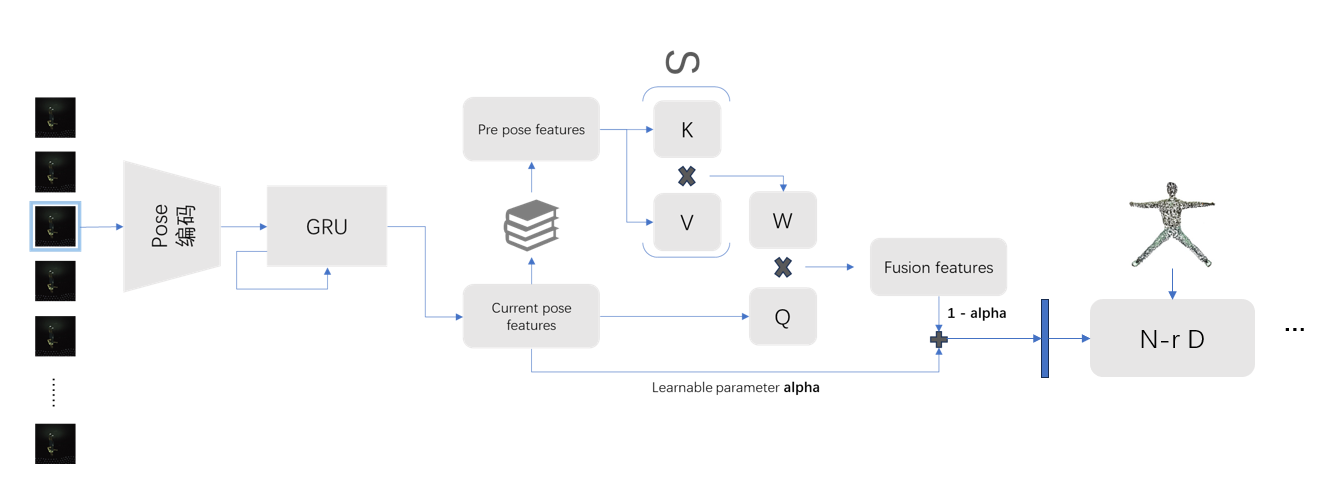 Pose
编码
GRU
Pre pose features
Current pose
features
S
K
V
W
Q
Fusion features
1 - alpha
Learnable parameter alpha
N-r D
...